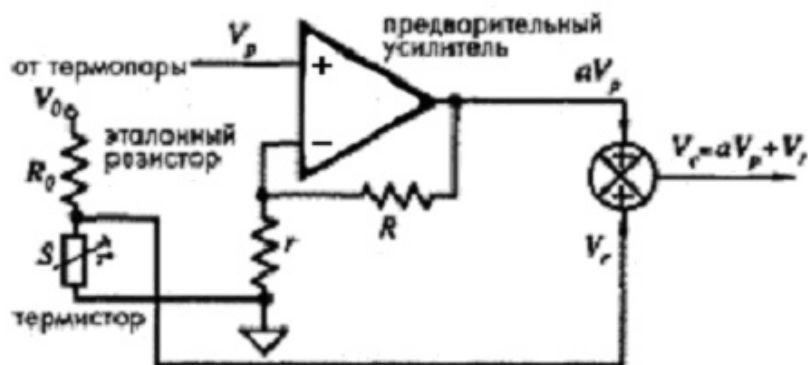 предварительный
усилитель
V_p
от термопары
aV_p
V_0
эталонный
резистор
R_0
V_c=aV_p+V_r
R
r
V_r
S
термистор